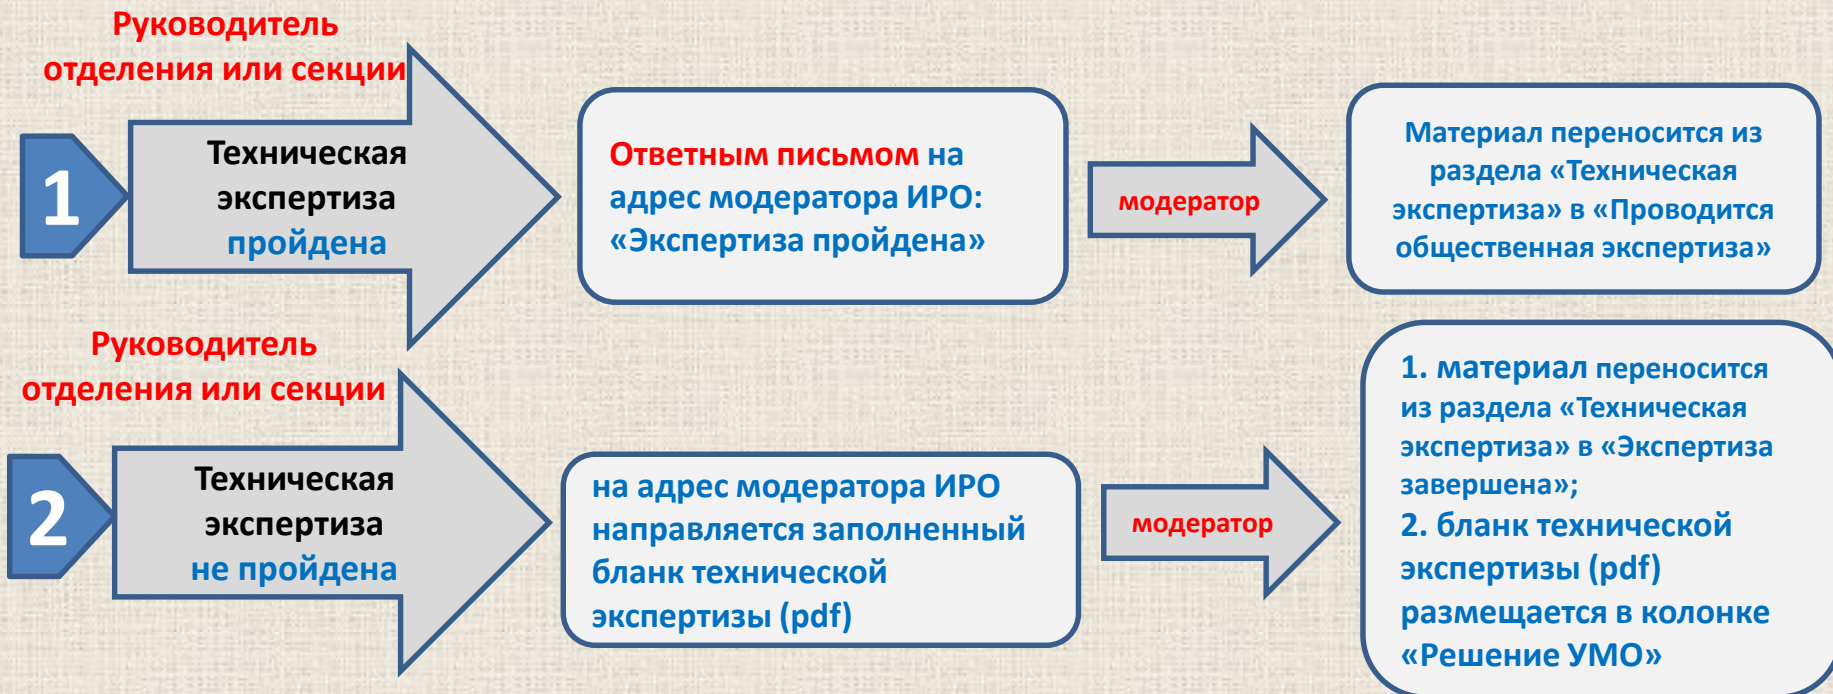 Руководитель
отделения или секции
1
Техническая
экспертиза
пройдена
Ответным письмом на
адрес модератора ИРО:
«Экспертиза пройдена»
модератор
Материал переносится из
раздела «Техническая
экспертиза» в «Проводится
общественная экспертиза»
Руководитель
отделения или секции
2
Техническая
экспертиза
не пройдена
на адрес модератора ИРО
направляется заполненный
бланк технической
экспертизы (pdf)
модератор
1. материал переносится
из раздела «Техническая
экспертиза» в «Экспертиза
завершена»;
2. бланк технической
экспертизы (pdf)
размещается в колонке
«Решение УМО»